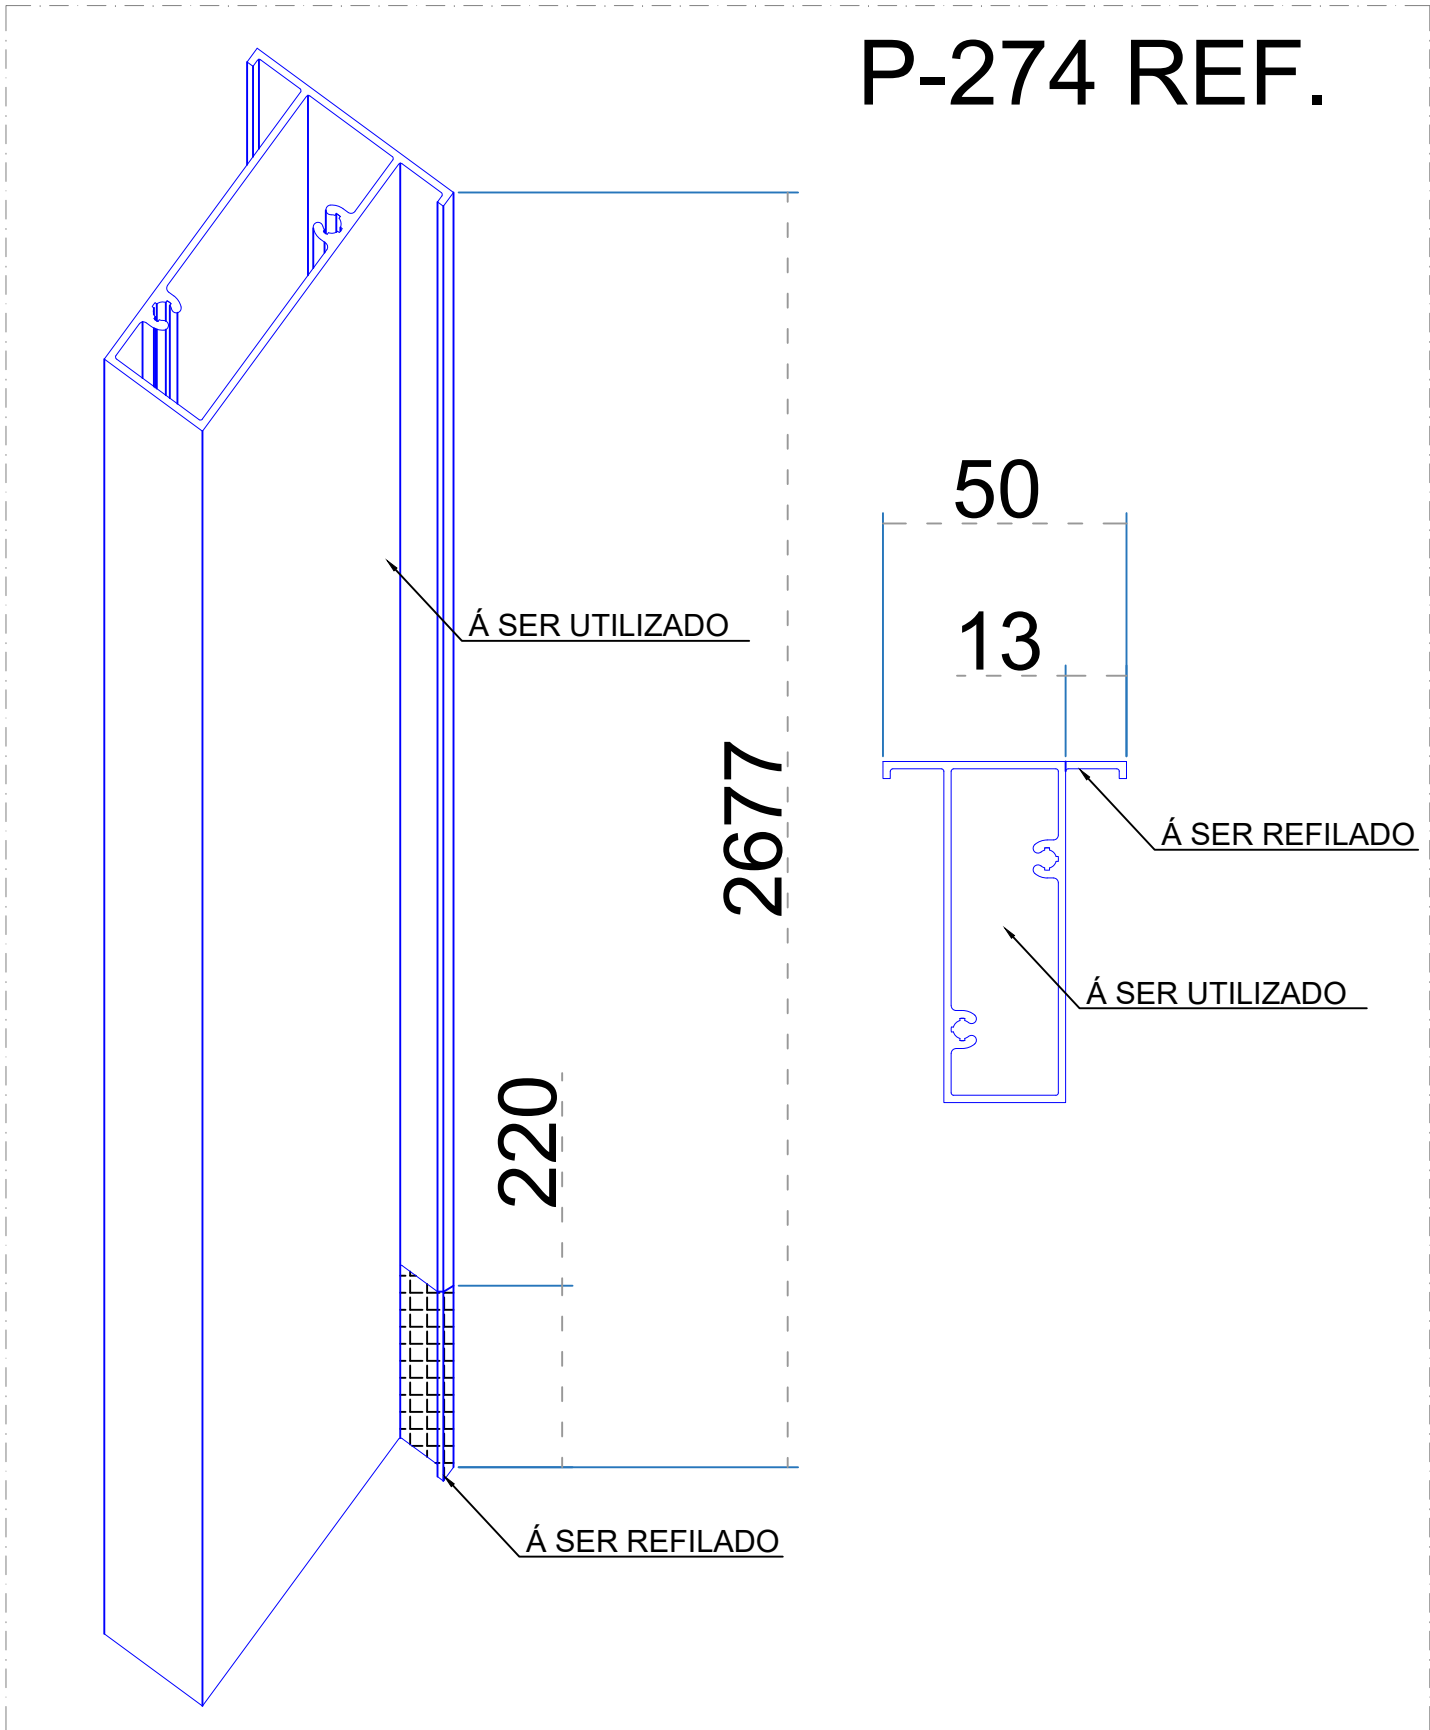 P-274 REF.
50
13
Á SER UTILIZADO
2677
Á SER REFILADO
Á SER UTILIZADO
220
Á SER REFILADO